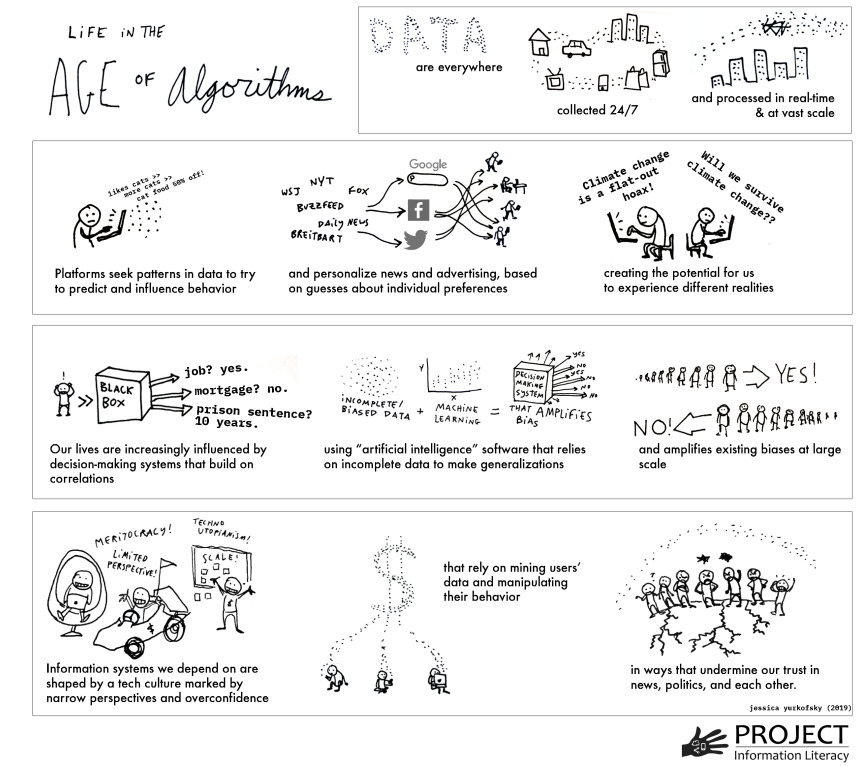 LiFE iN THE
AGE OF Algorithms
DATA
are everywhere
collected 24/7
and processed in real-time
& at vast scale
likes cats >>
more cats >>
cat food 50% off!
Platforms seek patterns in data to try
to predict and influence behavior
NYT
WSJ
FOX
BUZZFEED
DAiLY NEWS
BREiTBART
Google
f
and personalize news and advertising, based
on guesses about individual preferences
Climate change
is a flat-out
hoax!
Will we survive
climate change??
creating the potential for us
to experience different realities
!
>>
BLACK
BOX
job? yes.
mortgage? no.
prison sentence?
10 years.
Our lives are increasingly influenced by
decision-making systems that build on
correlations
INCOMPLETE/
BIASED DATA
+
Y
X
MACHINE
LEARNING
=
DECISION
MAKING
SYSTEM
YES
NO
YES
NO
NO
NO
THAT AMPLIFIES
BIAS
using “artificial intelligence” software that relies
on incomplete data to make generalizations
YES!
NO!
and amplifies existing biases at large
scale
MERiTOCRACY!
LiMiTED
PERSPECTiVE!
TECHNO
UTOPiANiSM!
SCALE!
$
Information systems we depend on are
shaped by a tech culture marked by
narrow perspectives and overconfidence
$
that rely on mining users’
data and manipulating
their behavior
in ways that undermine our trust in
news, politics, and each other.
jessica yurkofsky (2019)
PROJECT
Information Literacy